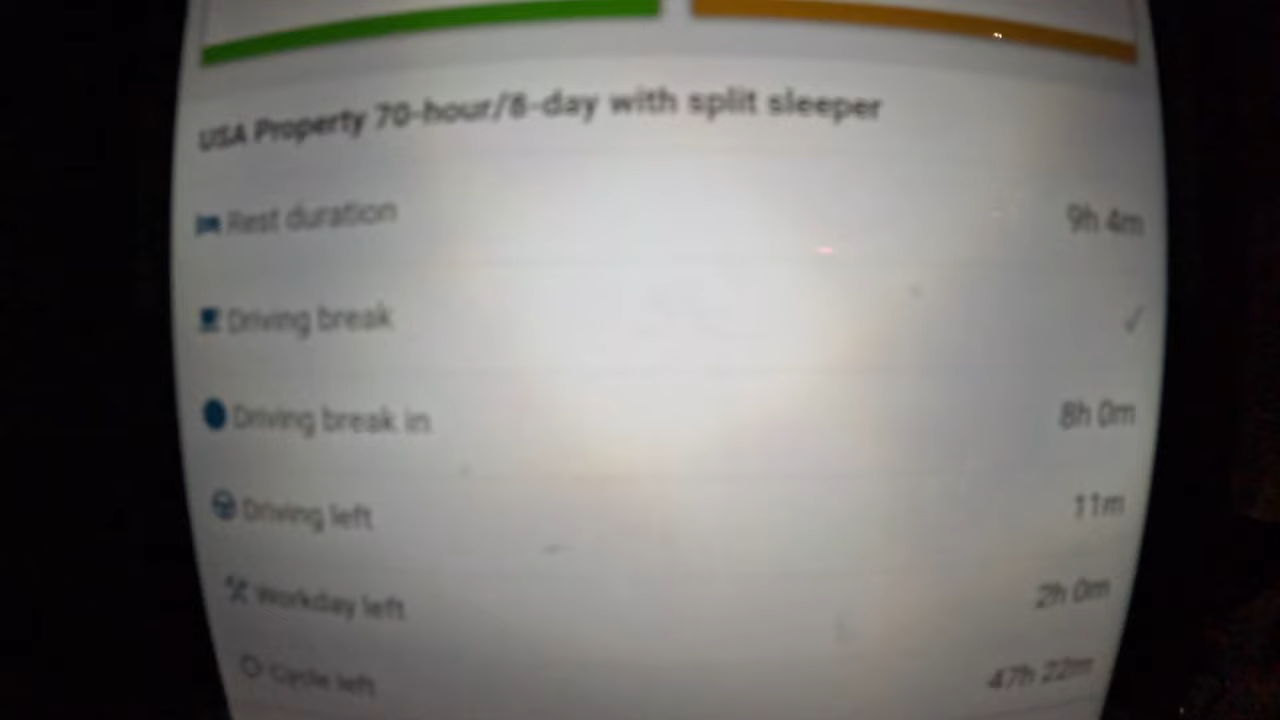 USA Property 70-hour/8-day with split sleeper
Rest duration 9h 4m
Driving break ✓
Driving break in 8h 0m
Driving left 11m
Workday left 2h 0m
Cycle left 47h 22m